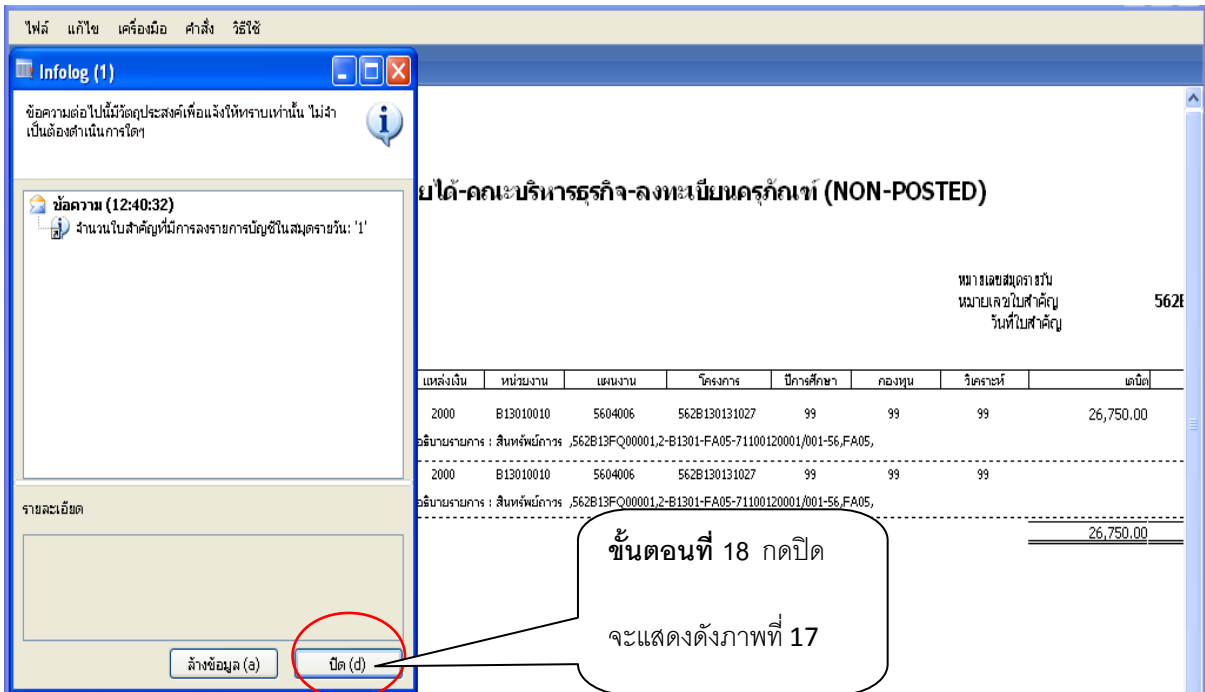 ไฟล์ แก้ไข เครื่องมือ คำสั่ง วิธีใช้
Infolog (1)
ข้อความต่อไปนี้มีวัตถุประสงค์เพื่อแจ้งให้ทราบเท่านั้น ไม่จำ
เป็นต้องดำเนินการใดๆ
ข้อความ (12:40:32)
จำนวนใบสำคัญที่มีการลงรายการบัญชีในสมุดรายวัน: '1'
รายละเอียด
ล้างข้อมูล (a) ปิด (d)
ยได้-คณะบริหารธุรกิจ-ลงทะเบียนครุภัณฑ์ (NON-POSTED)
หมายเลขสมุดรายวัน
หมายเลขใบสำคัญ 562B
วันที่ใบสำคัญ
แหล่งเงิน หน่วยงาน แผนงาน โครงการ ปีการศึกษา กองทุน วิเคราะห์ เดบิต
2000 B13010010 5604006 562B130131027 99 99 99 26,750.00
อธิบายรายการ : สินทรัพย์ถาวร ,562B13FQ00001,2-B1301-FA05-71100120001/001-56,FA05,
2000 B13010010 5604006 562B130131027 99 99 99
อธิบายรายการ : สินทรัพย์ถาวร ,562B13FQ00001,2-B1301-FA05-71100120001/001-56,FA05,
26,750.00
ขั้นตอนที่ 18 กดปิด
จะแสดงดังภาพที่ 17